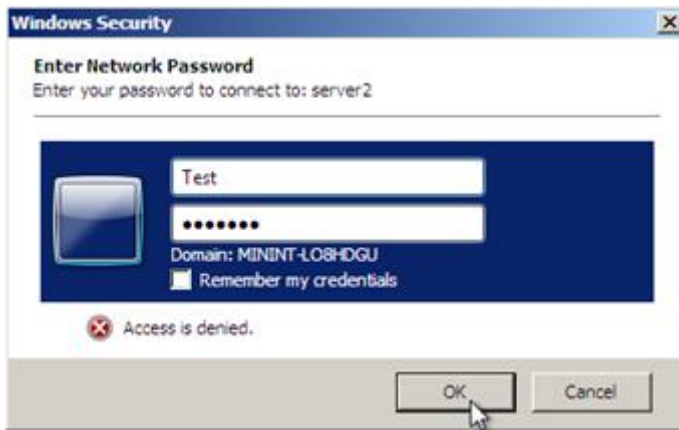 Windows Security
Enter Network Password
Enter your password to connect to: server2
Test
•••••••
Domain: MININT-LO8HDGU
Remember my credentials
Access is denied.
OK
Cancel